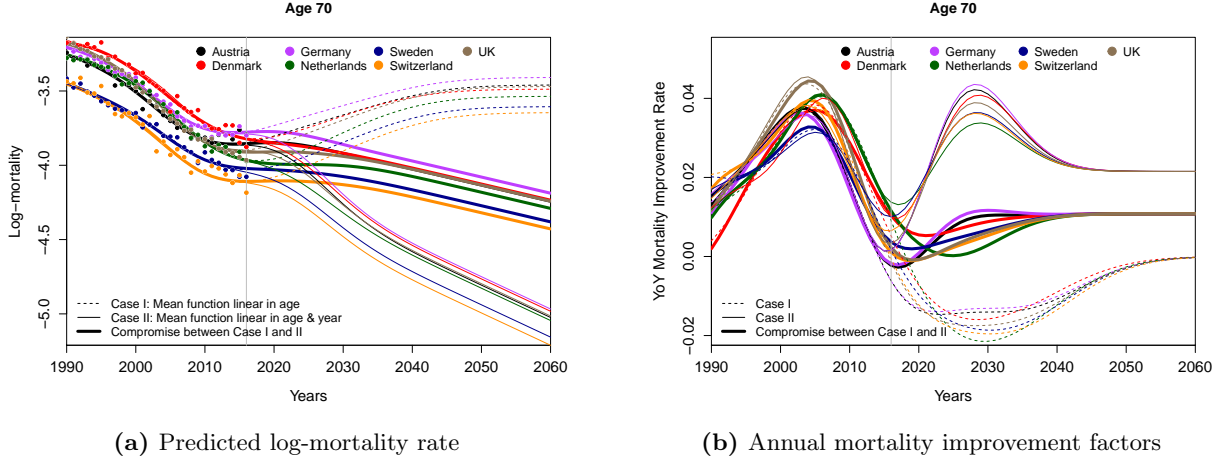 Age 70
Austria Germany Sweden UK
Denmark Netherlands Switzerland
Log−mortality
−3.5
−4.0
−4.5
−5.0
Case I: Mean function linear in age
Case II: Mean function linear in age & year
Compromise between Case I and II
1990 2000 2010 2020 2030 2040 2050 2060
Years
(a) Predicted log-mortality rate
Age 70
Austria Germany Sweden UK
Denmark Netherlands Switzerland
YoY Mortality Improvement Rate
0.04
0.02
0.00
−0.02
Case I
Case II
Compromise between Case I and II
1990 2000 2010 2020 2030 2040 2050 2060
Years
(b) Annual mortality improvement factors